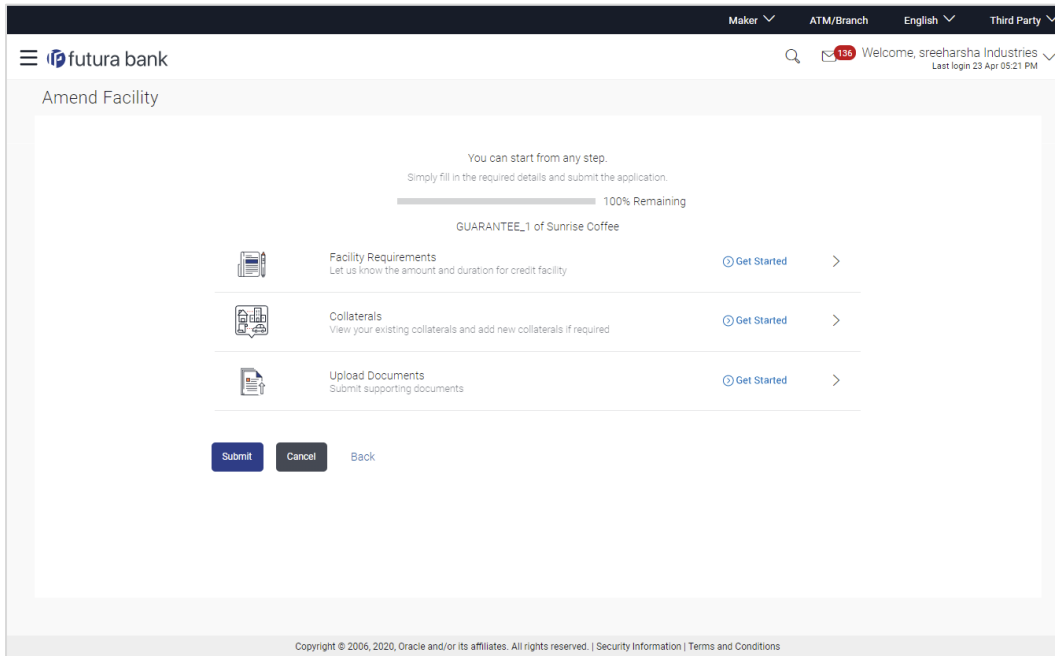 Maker ATM/Branch English Third Party
futura bank 136 Welcome, sreeharsha Industries
Last login 23 Apr 05:21 PM
Amend Facility
You can start from any step.
Simply fill in the required details and submit the application.
100% Remaining
GUARANTEE_1 of Sunrise Coffee
Facility Requirements
Let us know the amount and duration for credit facility
Get Started
Collaterals
View your existing collaterals and add new collaterals if required
Get Started
Upload Documents
Submit supporting documents
Get Started
Submit Cancel Back
Copyright © 2006, 2020, Oracle and/or its affiliates. All rights reserved. | Security Information | Terms and Conditions